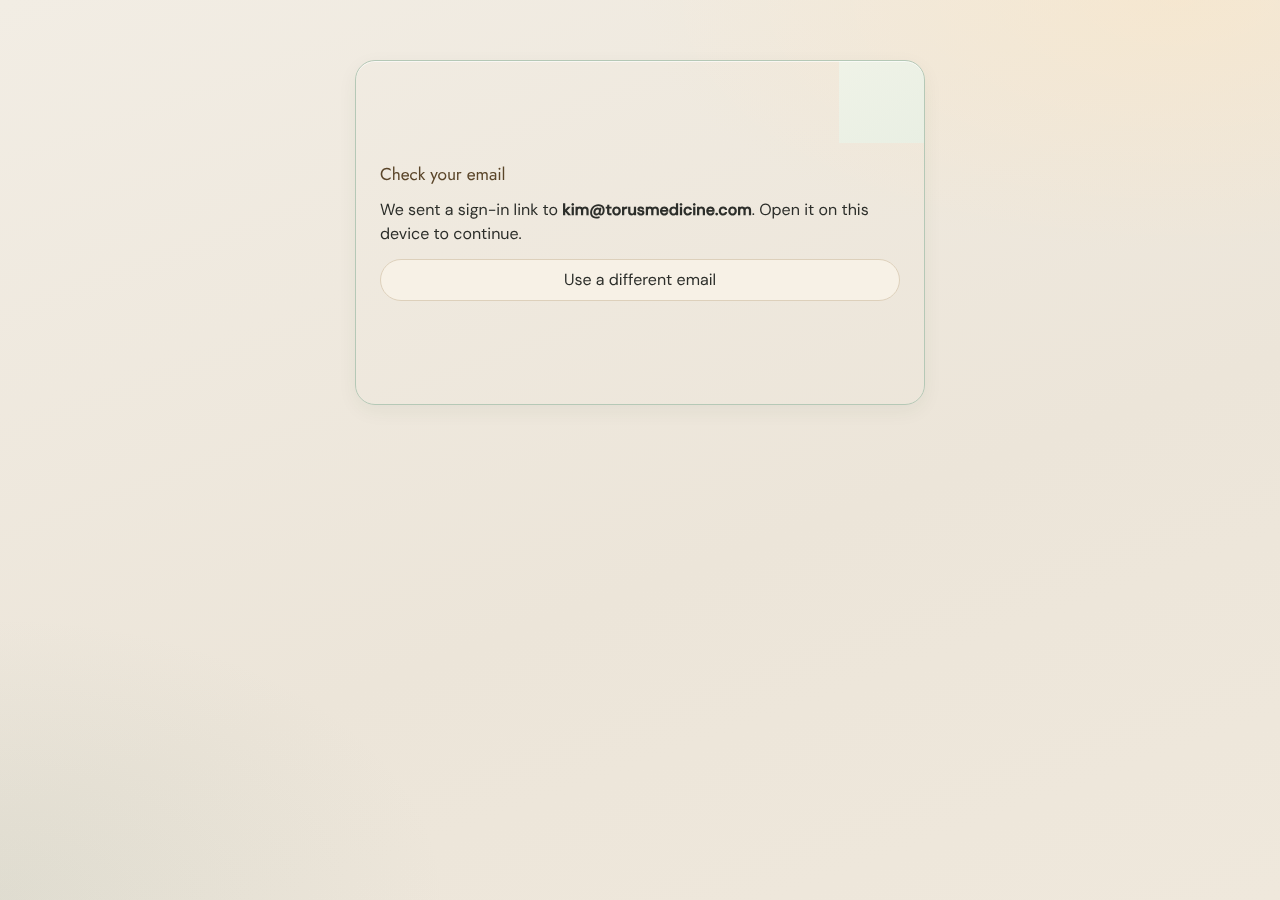 Check your email
We sent a sign-in link to kim@torusmedicine.com. Open it on this
device to continue.
Use a different email